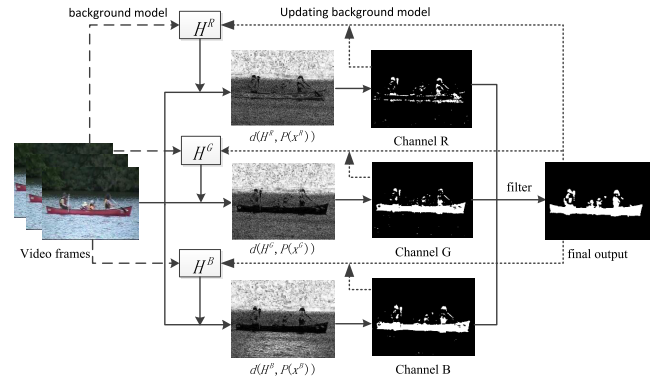 background model
Updating background model
H^R
d(H^R, P(x^R))
Channel R
H^G
d(H^G, P(x^G))
Channel G
filter
Video frames
final output
H^B
d(H^B, P(x^B))
Channel B